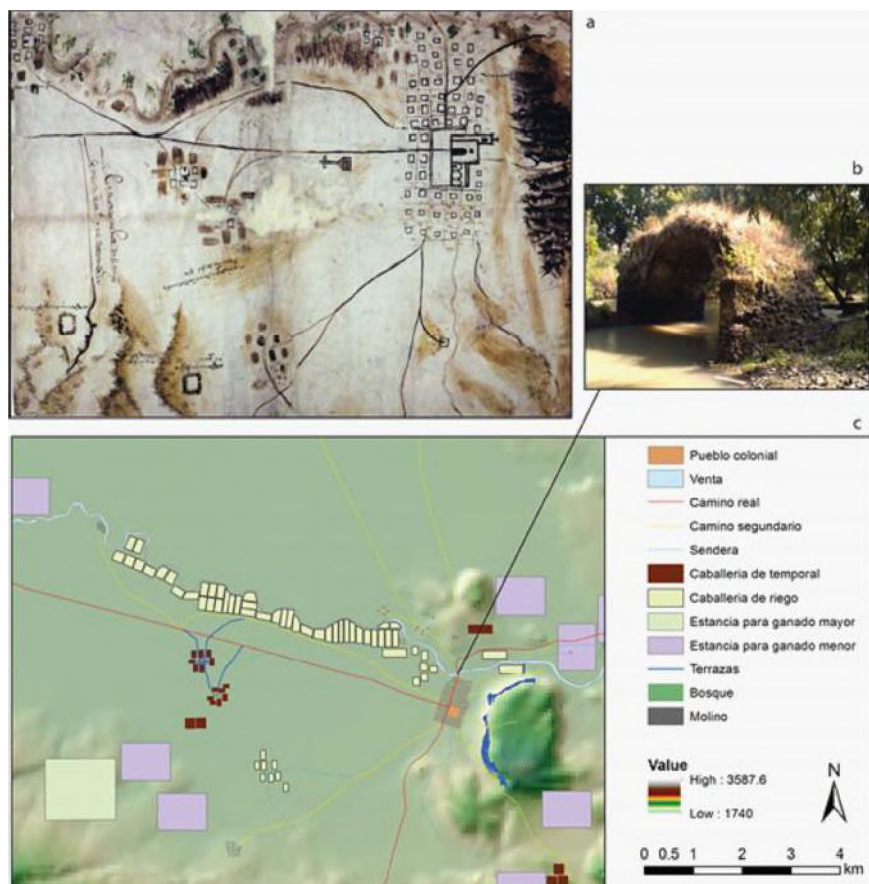 a
b
c
Pueblo colonial
Venta
Camino real
Camino segundario
Sendera
Caballeria de temporal
Caballeria de riego
Estancia para ganado mayor
Estancia para ganado menor
Terrazas
Bosque
Molino
Value
High : 3587.6
Low : 1740
N
0 0.5 1 2 3 4
km